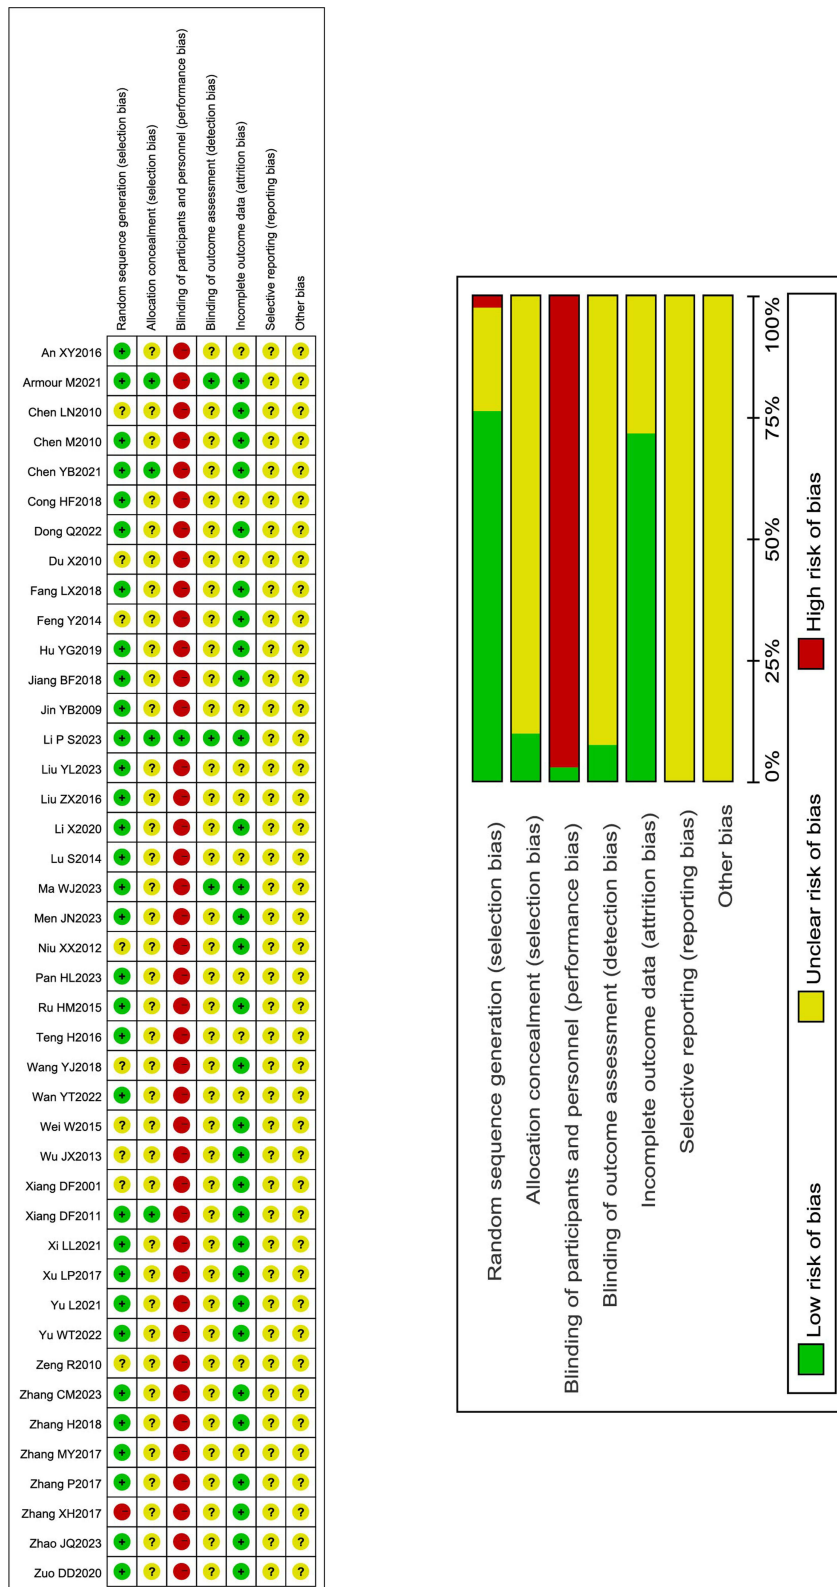 Random sequence generation (selection bias)
Allocation concealment (selection bias)
Blinding of participants and personnel (performance bias)
Blinding of outcome assessment (detection bias)
Incomplete outcome data (attrition bias)
Selective reporting (reporting bias)
Other bias
An XY2016 + ? - ? ? ? ?
Armour M2021 + + - + + ? ?
Chen LN2010 ? ? - ? + ? ?
Chen M2010 + ? - ? + ? ?
Chen YB2021 + + - ? + ? ?
Cong HF2018 + ? - ? ? ? ?
Dong Q2022 + ? - ? + ? ?
Du X2010 ? ? - ? ? ? ?
Fang LX2018 + ? - ? + ? ?
Feng Y2014 ? ? - ? + ? ?
Hu YG2019 + ? - ? + ? ?
Jiang BF2018 + ? - ? + ? ?
Jin YB2009 + ? - ? ? ? ?
Li P S2023 + + + + + ? ?
Liu YL2023 + ? - ? ? ? ?
Liu ZX2016 + ? - ? ? ? ?
Li X2020 + ? - ? + ? ?
Lu S2014 + ? - ? ? ? ?
Ma WJ2023 + ? - + + ? ?
Men JN2023 + ? - ? + ? ?
Niu XX2012 ? ? - ? + ? ?
Pan HL2023 + ? - ? ? ? ?
Ru HM2015 + ? - ? + ? ?
Teng H2016 + ? - ? ? ? ?
Wang YJ2018 ? ? - ? + ? ?
Wan YT2022 + ? - ? ? ? ?
Wei W2015 ? ? - ? + ? ?
Wu JX2013 ? ? - ? + ? ?
Xiang DF2001 ? ? - ? + ? ?
Xiang DF2011 + + - ? + ? ?
Xi LL2021 + ? - ? + ? ?
Xu LP2017 + ? - ? + ? ?
Yu L2021 + ? - ? + ? ?
Yu WT2022 + ? - ? + ? ?
Zeng R2010 ? ? - ? ? ? ?
Zhang CM2023 + ? - ? + ? ?
Zhang H2018 + ? - ? + ? ?
Zhang MY2017 + ? - ? ? ? ?
Zhang P2017 + ? - ? + ? ?
Zhang XH2017 - ? - ? + ? ?
Zhao JQ2023 + ? - ? + ? ?
Zuo DD2020 + ? - ? + ? ?
Random sequence generation (selection bias)
Allocation concealment (selection bias)
Blinding of participants and personnel (performance bias)
Blinding of outcome assessment (detection bias)
Incomplete outcome data (attrition bias)
Selective reporting (reporting bias)
Other bias
0% 25% 50% 75% 100%
Low risk of bias
Unclear risk of bias
High risk of bias